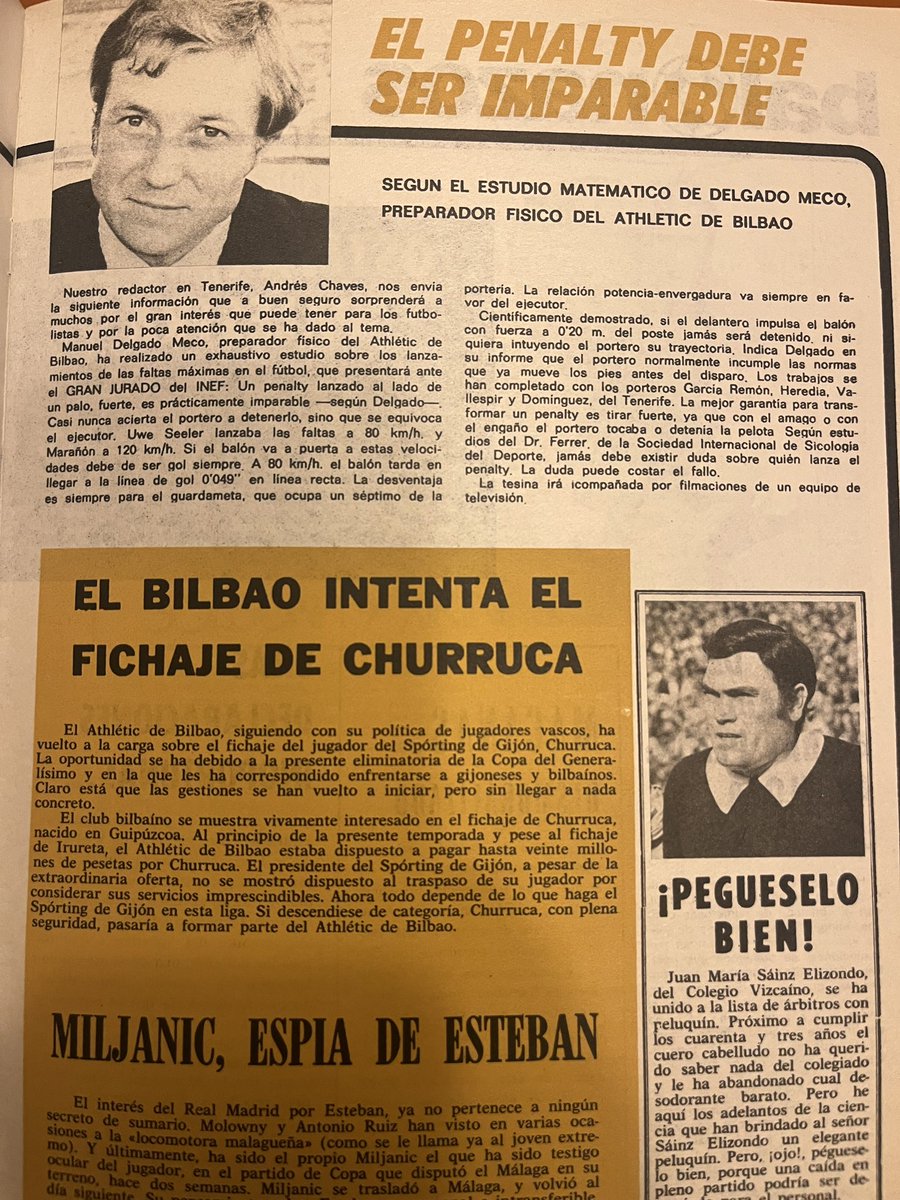 EL PENALTY DEBE
SER IMPARABLE
SEGUN EL ESTUDIO MATEMATICO DE DELGADO MECO,
PREPARADOR FISICO DEL ATHLETIC DE BILBAO
Nuestro redactor en Tenerife, Andrés Chaves, nos envía
la siguiente información que a buen seguro sorprenderá a
muchos por el gran interés que puede tener para los futbo-
listas y por la poca atención que se ha dado al tema.
Manuel Delgado Meco, preparador físico del Athlétic de
Bilbao, ha realizado un exhaustivo estudio sobre los lanza-
mientos de las faltas máximas en el fútbol, que presentará ante
el GRAN JURADO del INEF: Un penalty lanzado al lado de
un palo, fuerte, es prácticamente imparable —según Delgado—.
Casi nunca acierta el portero a detenerlo, sino que se equivoca
el ejecutor. Uwe Seeler lanzaba las faltas a 80 km/h. y
Marañón a 120 km/h. Si el balón va a puerta a estas veloci-
dades debe de ser gol siempre. A 80 km/h. el balón tarda en
llegar a la línea de gol 0'049" en línea recta. La desventaja
es siempre para el guardameta, que ocupa un séptimo de la
portería. La relación potencia-envergadura va siempre en fa-
vor del ejecutor.
Científicamente demostrado, si el delantero impulsa el balón
con fuerza a 0'20 m. del poste jamás será detenido, ni si-
quiera intuyendo el portero su trayectoria. Indica Delgado en
su informe que el portero normalmente incumple las normas
que ya mueve los pies antes del disparo. Los trabajos se
han completado con los porteros García Remón, Heredia, Va-
llespir y Domínguez, del Tenerife. La mejor garantía para trans-
formar un penalty es tirar fuerte, ya que con el amago o con
el engaño el portero tocaba o detenía la pelota Según estu-
dios del Dr. Ferrer, de la Sociedad Internacional de Sicología
del Deporte, jamás debe existir duda sobre quién lanza el
penalty. La duda puede costar el fallo.
La tesina irá acompañada por filmaciones de un equipo de
televisión.
EL BILBAO INTENTA EL
FICHAJE DE CHURRUCA
El Athlétic de Bilbao, siguiendo con su política de jugadores vascos, ha
vuelto a la carga sobre el fichaje del jugador del Spórting de Gijón, Churruca.
La oportunidad se ha debido a la presente eliminatoria de la Copa del Genera-
lísimo y en la que les ha correspondido enfrentarse a gijoneses y bilbaínos.
Claro está que las gestiones se han vuelto a iniciar, pero sin llegar a nada
concreto.
El club bilbaíno se muestra vivamente interesado en el fichaje de Churruca,
nacido en Guipúzcoa. Al principio de la presente temporada y pese al fichaje
de Irureta, el Athlétic de Bilbao estaba dispuesto a pagar hasta veinte millo-
nes de pesetas por Churruca. El presidente del Spórting de Gijón, a pesar de la
extraordinaria oferta, no se mostró dispuesto al traspaso de su jugador por
considerar sus servicios imprescindibles. Ahora todo depende de lo que haga el
Spórting de Gijón en esta liga. Si descendiese de categoría, Churruca, con plena
seguridad, pasaría a formar parte del Athlétic de Bilbao.
MILJANIC, ESPIA DE ESTEBAN
El interés del Real Madrid por Esteban, ya no pertenece a ningún
secreto de sumario. Molowny y Antonio Ruiz han visto en varias oca-
siones a la «locomotora malagueña» (como se le llama ya al joven extre-
mo). Y últimamente, ha sido el propio Miljanic el que ha sido testigo
ocular del jugador, en el partido de Copa que disputó el Málaga en su
terreno, hace dos semanas. Miljanic se trasladó a Málaga, y volvió al
día siguiente.
¡PEGUESELO
BIEN!
Juan María Sáinz Elizondo,
del Colegio Vizcaíno, se ha
unido a la lista de árbitros con
peluquín. Próximo a cumplir
los cuarenta y tres años el
cuero cabelludo no ha queri-
do saber nada del colegiado
y le ha abandonado cual de-
sodorante barato. Pero he
aquí los adelantos de la cien-
cia que han brindado al señor
Sáinz Elizondo un elegante
peluquín. Pero, ¡ojo!, péguese-
lo bien, porque una caída en
pleno partido podría ser de-